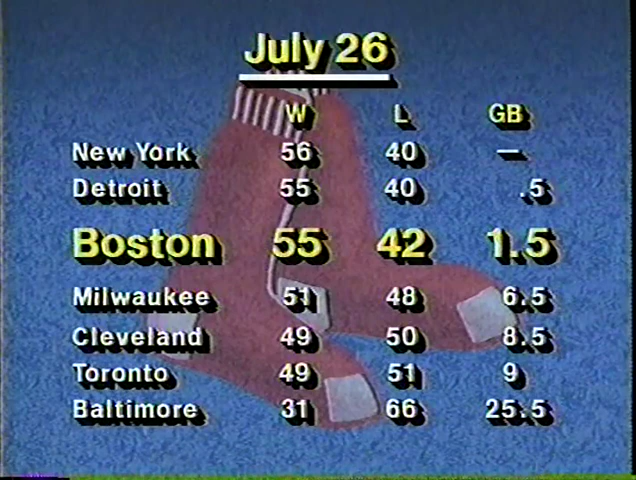 July 26
W L GB
New York 56 40 —
Detroit 55 40 .5
Boston 55 42 1.5
Milwaukee 51 48 6.5
Cleveland 49 50 8.5
Toronto 49 51 9
Baltimore 31 66 25.5